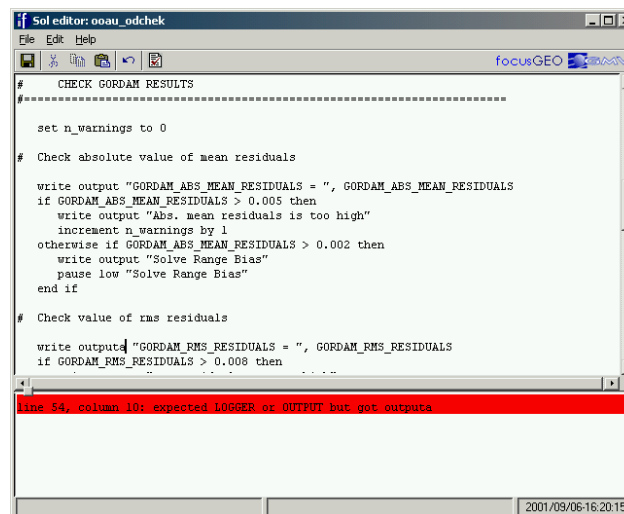 Sol editor: ooau_odchek
File Edit Help
focusGEO
# CHECK GORDAM RESULTS
#=========================================================================
set n_warnings to 0
# Check absolute value of mean residuals
write output "GORDAM_ABS_MEAN_RESIDUALS = ", GORDAM_ABS_MEAN_RESIDUALS
if GORDAM_ABS_MEAN_RESIDUALS > 0.005 then
write output "Abs. mean residuals is too high"
increment n_warnings by 1
otherwise if GORDAM_ABS_MEAN_RESIDUALS > 0.002 then
write output "Solve Range Bias"
pause low "Solve Range Bias"
end if
# Check value of rms residuals
write outputa "GORDAM_RMS_RESIDUALS = ", GORDAM_RMS_RESIDUALS
if GORDAM_RMS_RESIDUALS > 0.008 then
line 54, column 10: expected LOGGER or OUTPUT but got outputa
2001/09/06-16:20:15